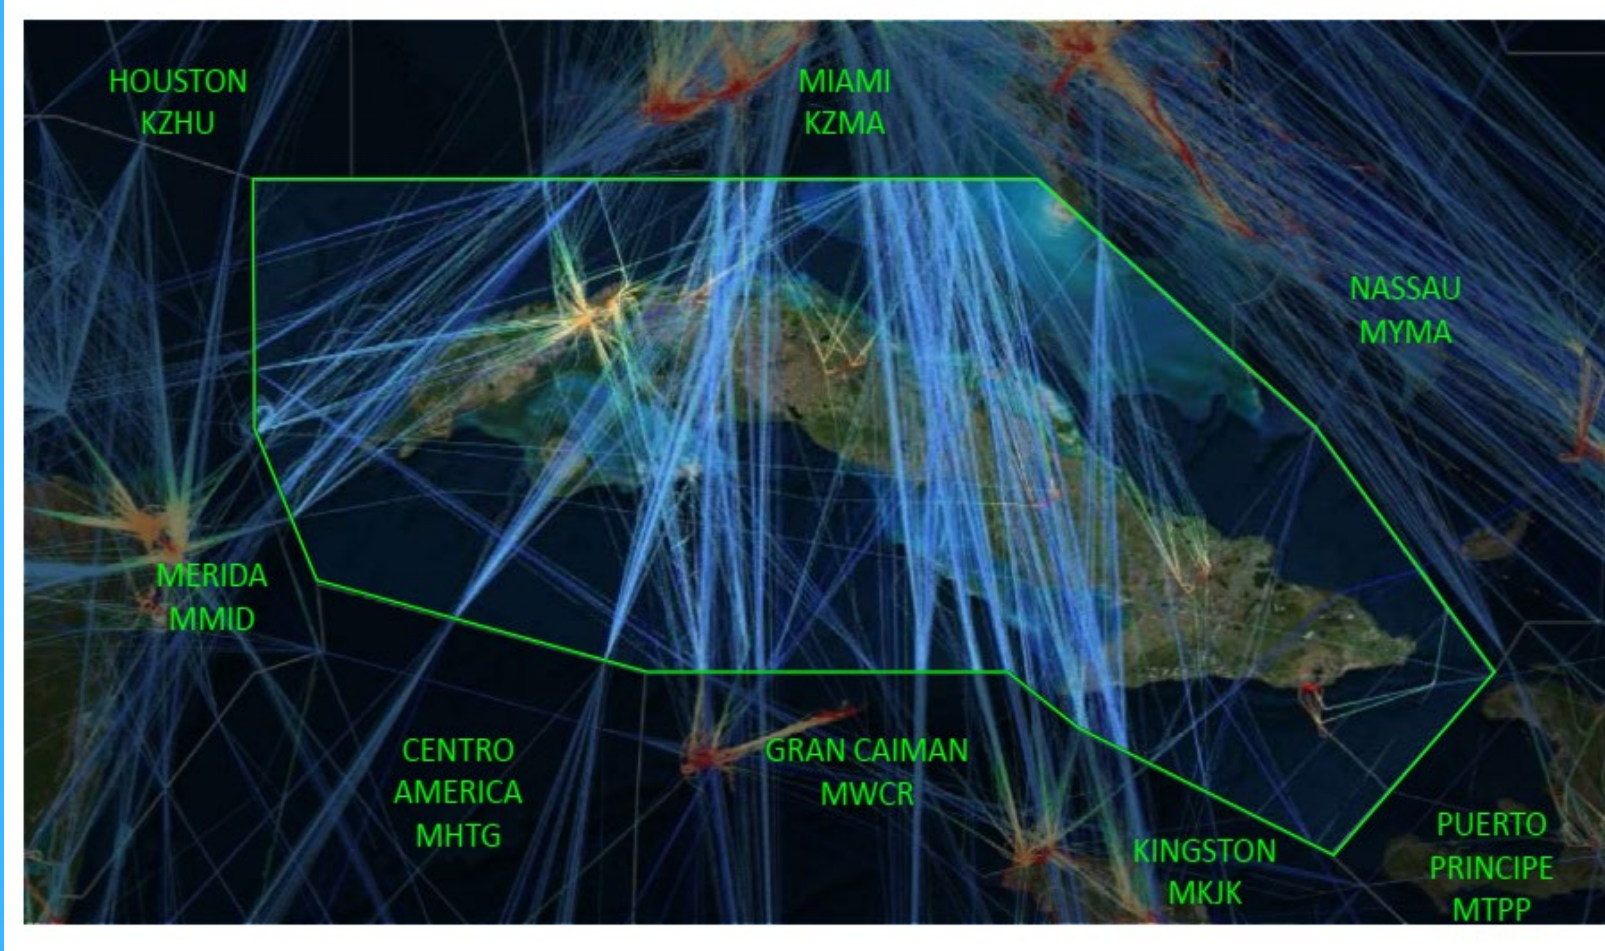 HOUSTON
KZHU
MIAMI
KZMA
NASSAU
MYMA
MERIDA
MMID
CENTRO
AMERICA
MHTG
GRAN CAIMAN
MWCR
KINGSTON
MKJK
PUERTO
PRINCIPE
MTPP